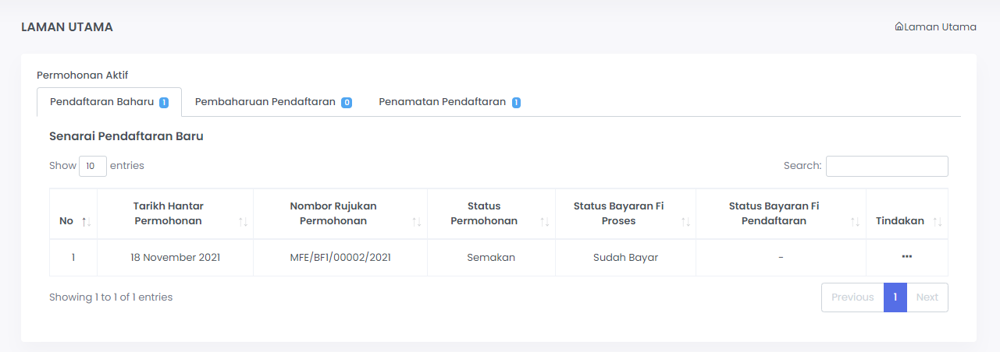 LAMAN UTAMA
Laman Utama
Permohonan Aktif
Pendaftaran Baharu 1 Pembaharuan Pendaftaran 0 Penamatan Pendaftaran 1
Senarai Pendaftaran Baru
Show 10 entries
Search:
No
Tarikh Hantar
Permohonan
Nombor Rujukan
Permohonan
Status
Permohonan
Status Bayaran Fi
Proses
Status Bayaran Fi
Pendaftaran
Tindakan
1 18 November 2021 MFE/BF1/00002/2021 Semakan Sudah Bayar - •••
Showing 1 to 1 of 1 entries
Previous 1 Next